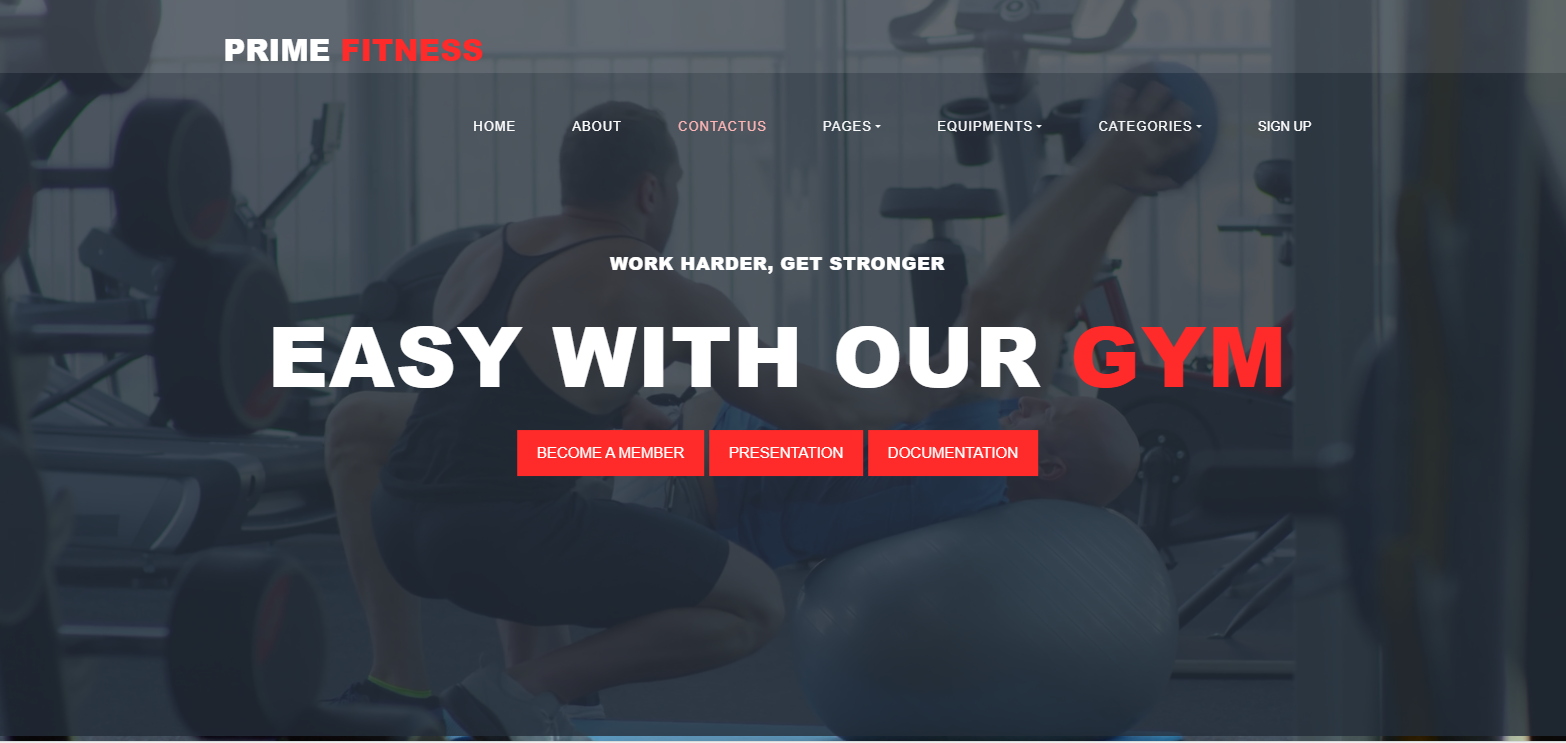 PRIME FITNESS
HOME ABOUT CONTACTUS PAGES EQUIPMENTS CATEGORIES SIGN UP
WORK HARDER, GET STRONGER
EASY WITH OUR GYM
BECOME A MEMBER PRESENTATION DOCUMENTATION